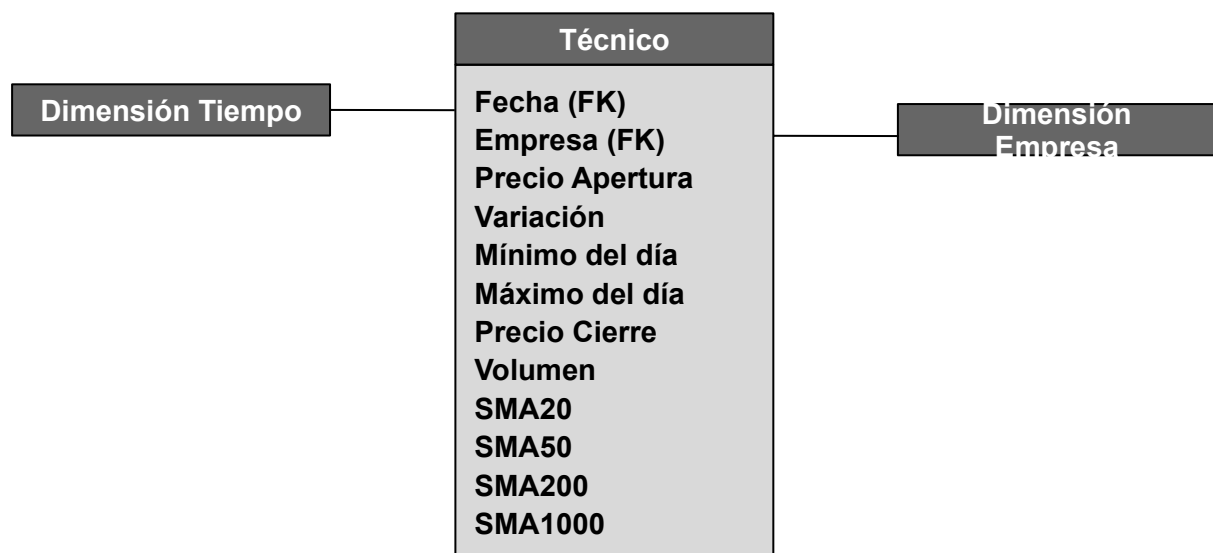 Técnico
Dimensión Tiempo
Fecha (FK)
Empresa (FK)
Precio Apertura
Variación
Mínimo del día
Máximo del día
Precio Cierre
Volumen
SMA20
SMA50
SMA200
SMA1000
Dimensión
Empresa